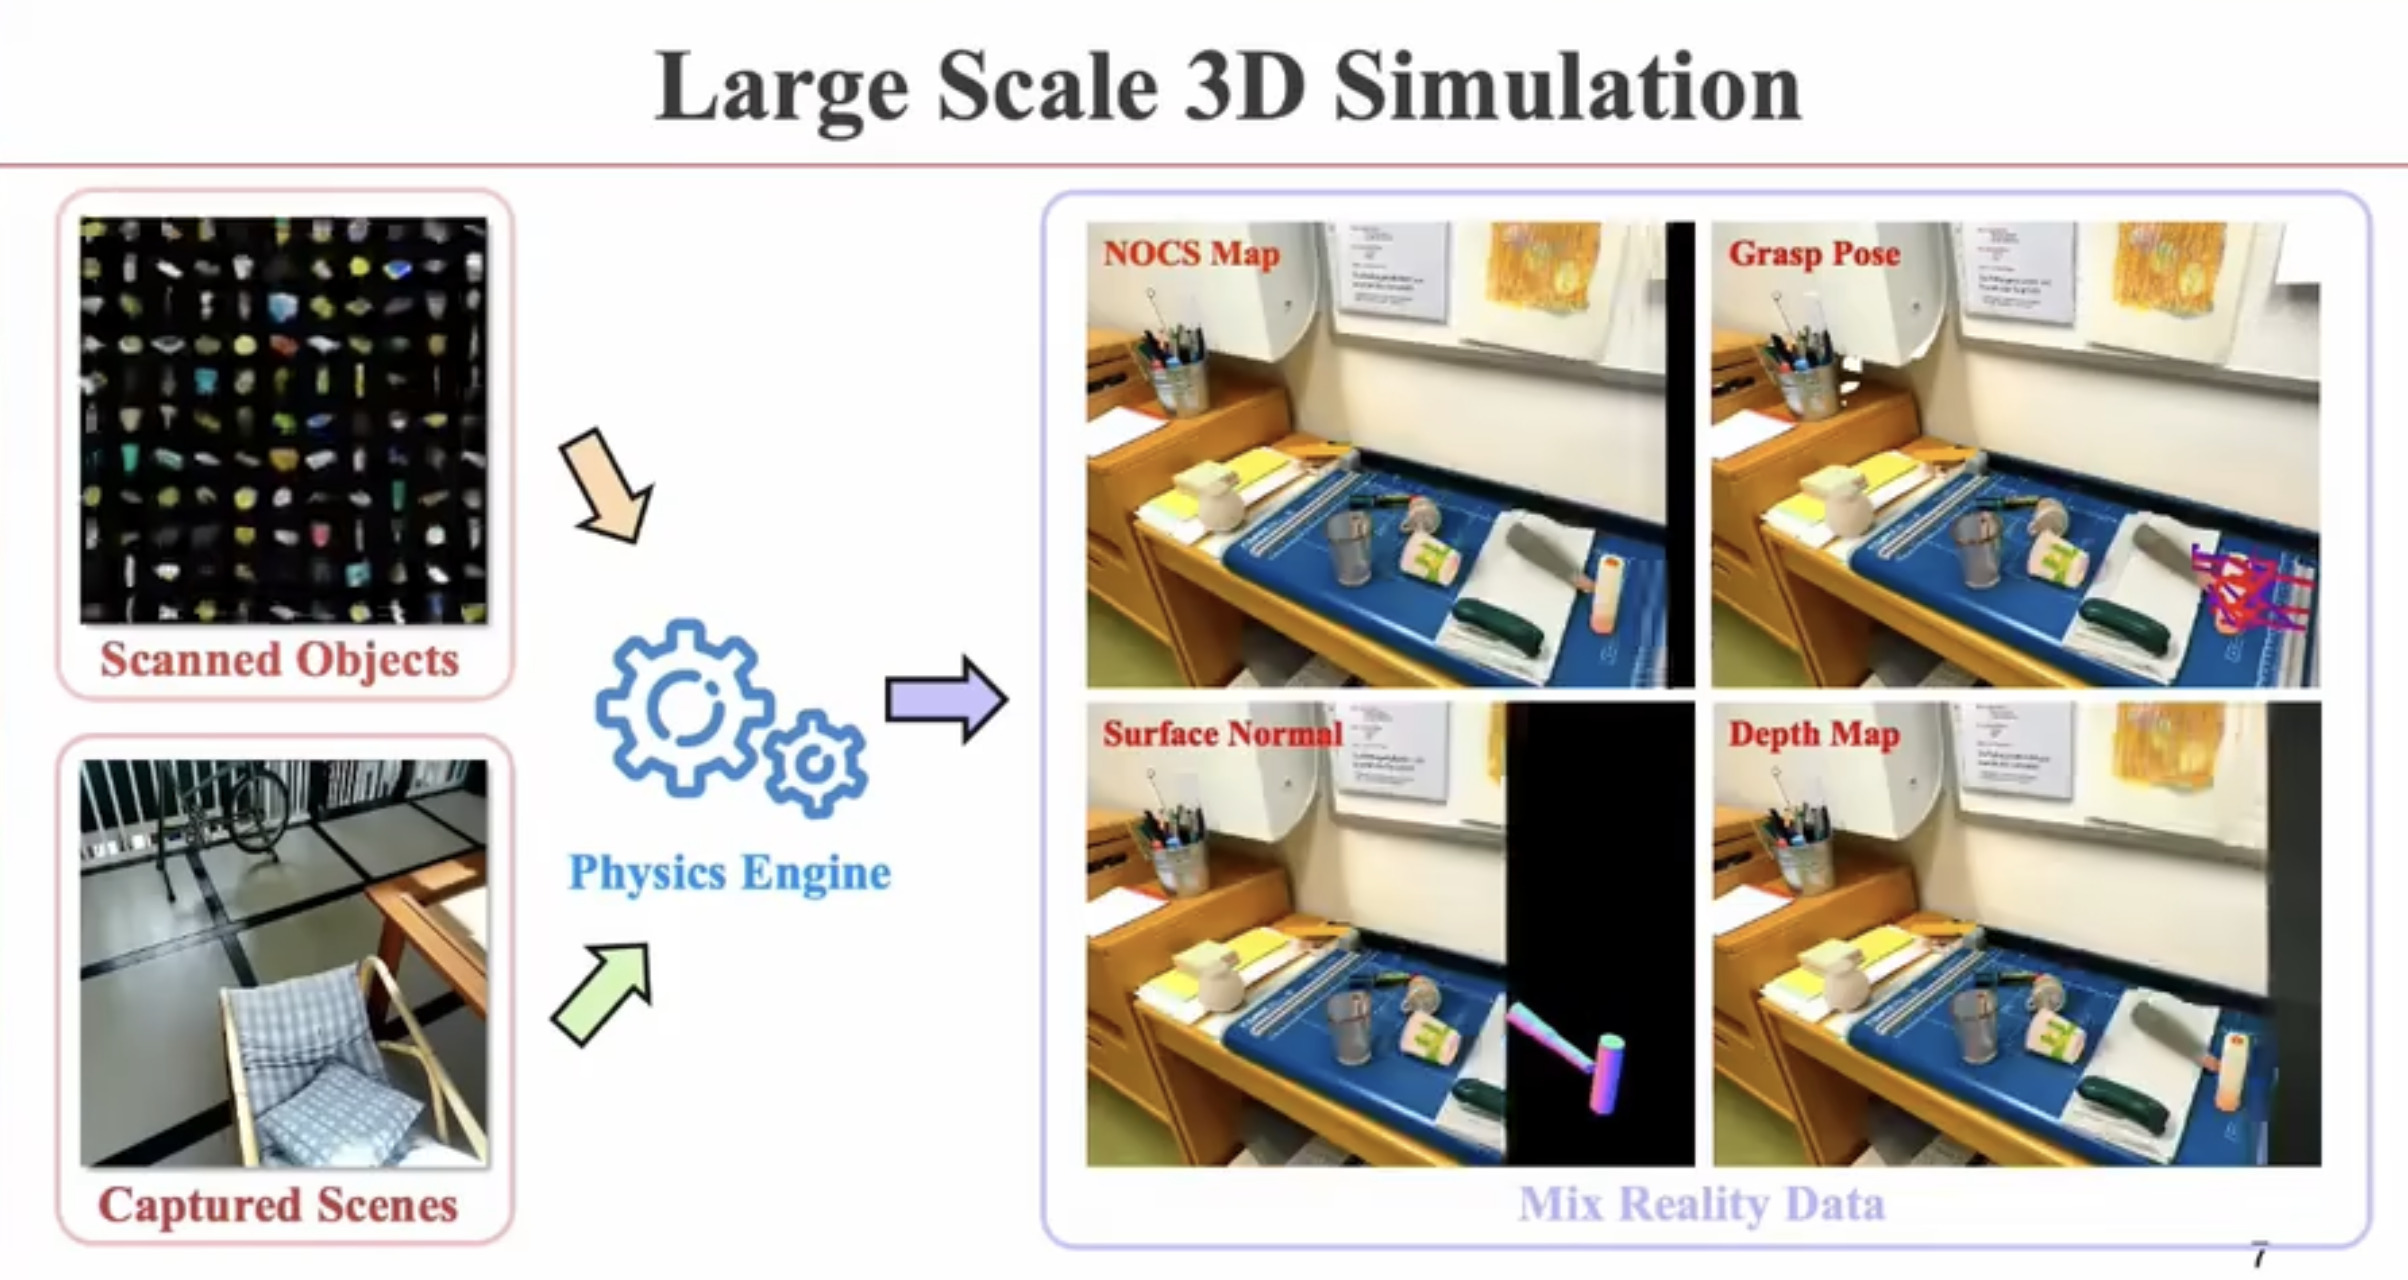 Large Scale 3D Simulation
Scanned Objects
Captured Scenes
Physics Engine
NOCS Map
Grasp Pose
Surface Normal
Depth Map
Mix Reality Data
7